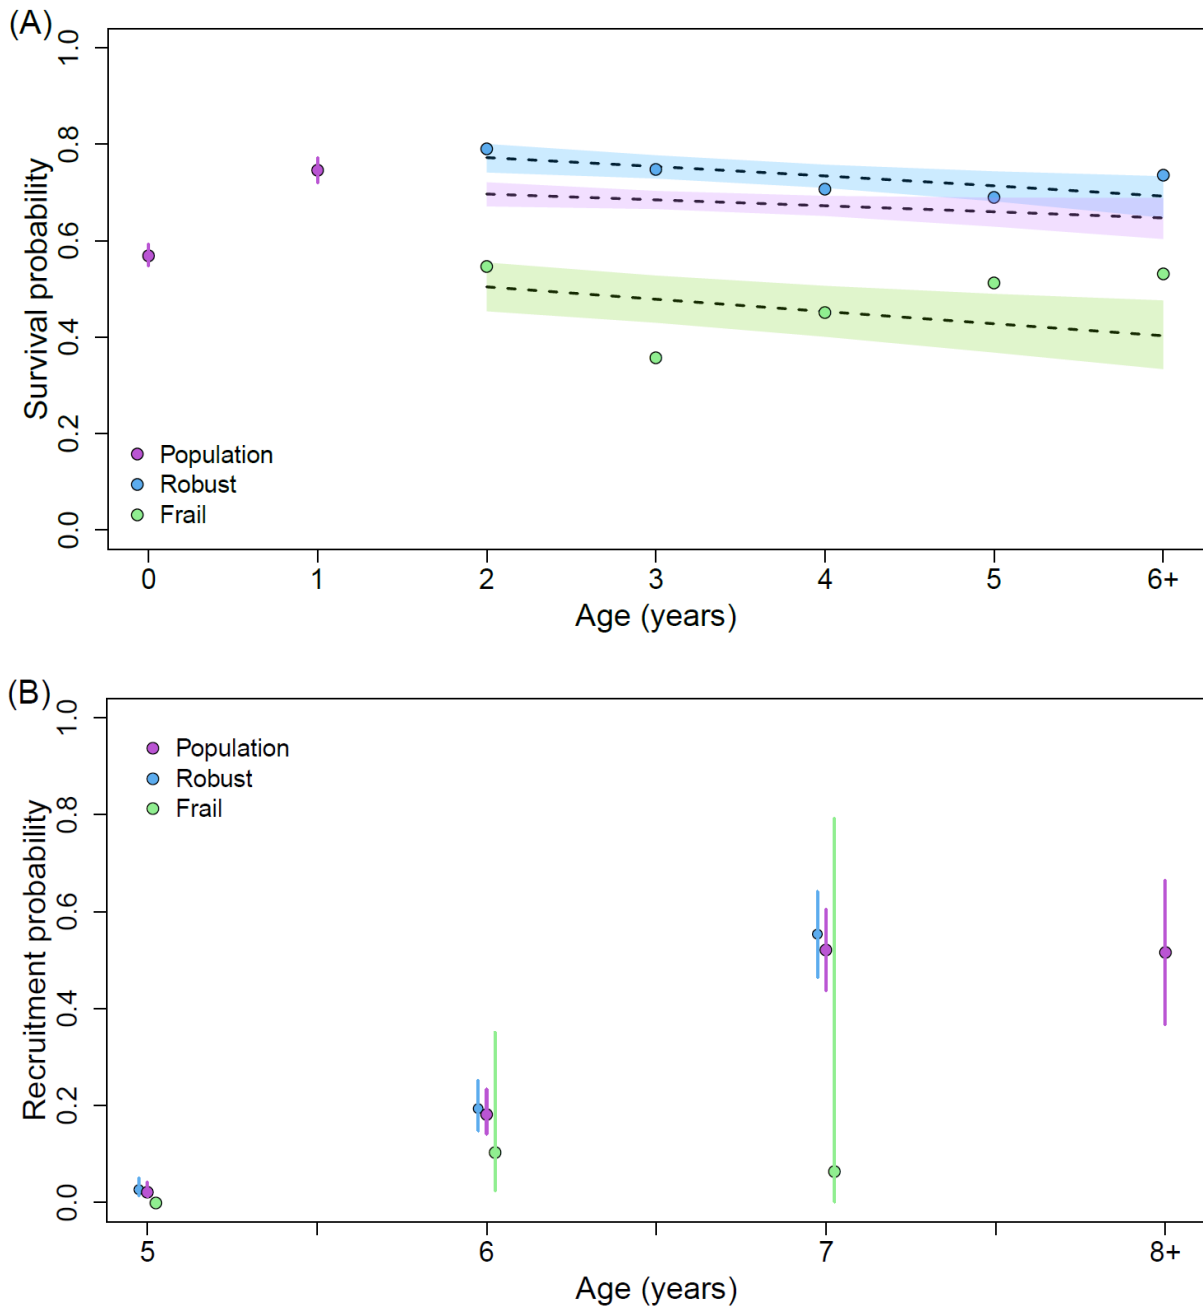 (A)
Survival probability
1.0
0.8
0.6
0.4
0.2
0.0
Population
Robust
Frail
0 1 2 3 4 5 6+
Age (years)
(B)
Recruitment probability
1.0
0.8
0.6
0.4
0.2
0.0
Population
Robust
Frail
5 6 7 8+
Age (years)